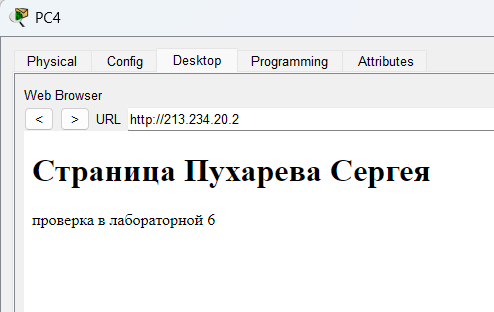 PC4
Physical Config Desktop Programming Attributes
Web Browser
< > URL http://213.234.20.2
Страница Пухарева Сергея
проверка в лабораторной 6